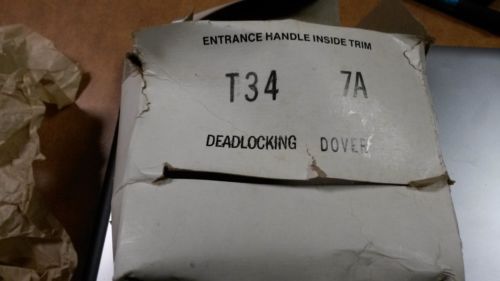 ENTRANCE HANDLE INSIDE TRIM
T34 7A
DEADLOCKING DOVER